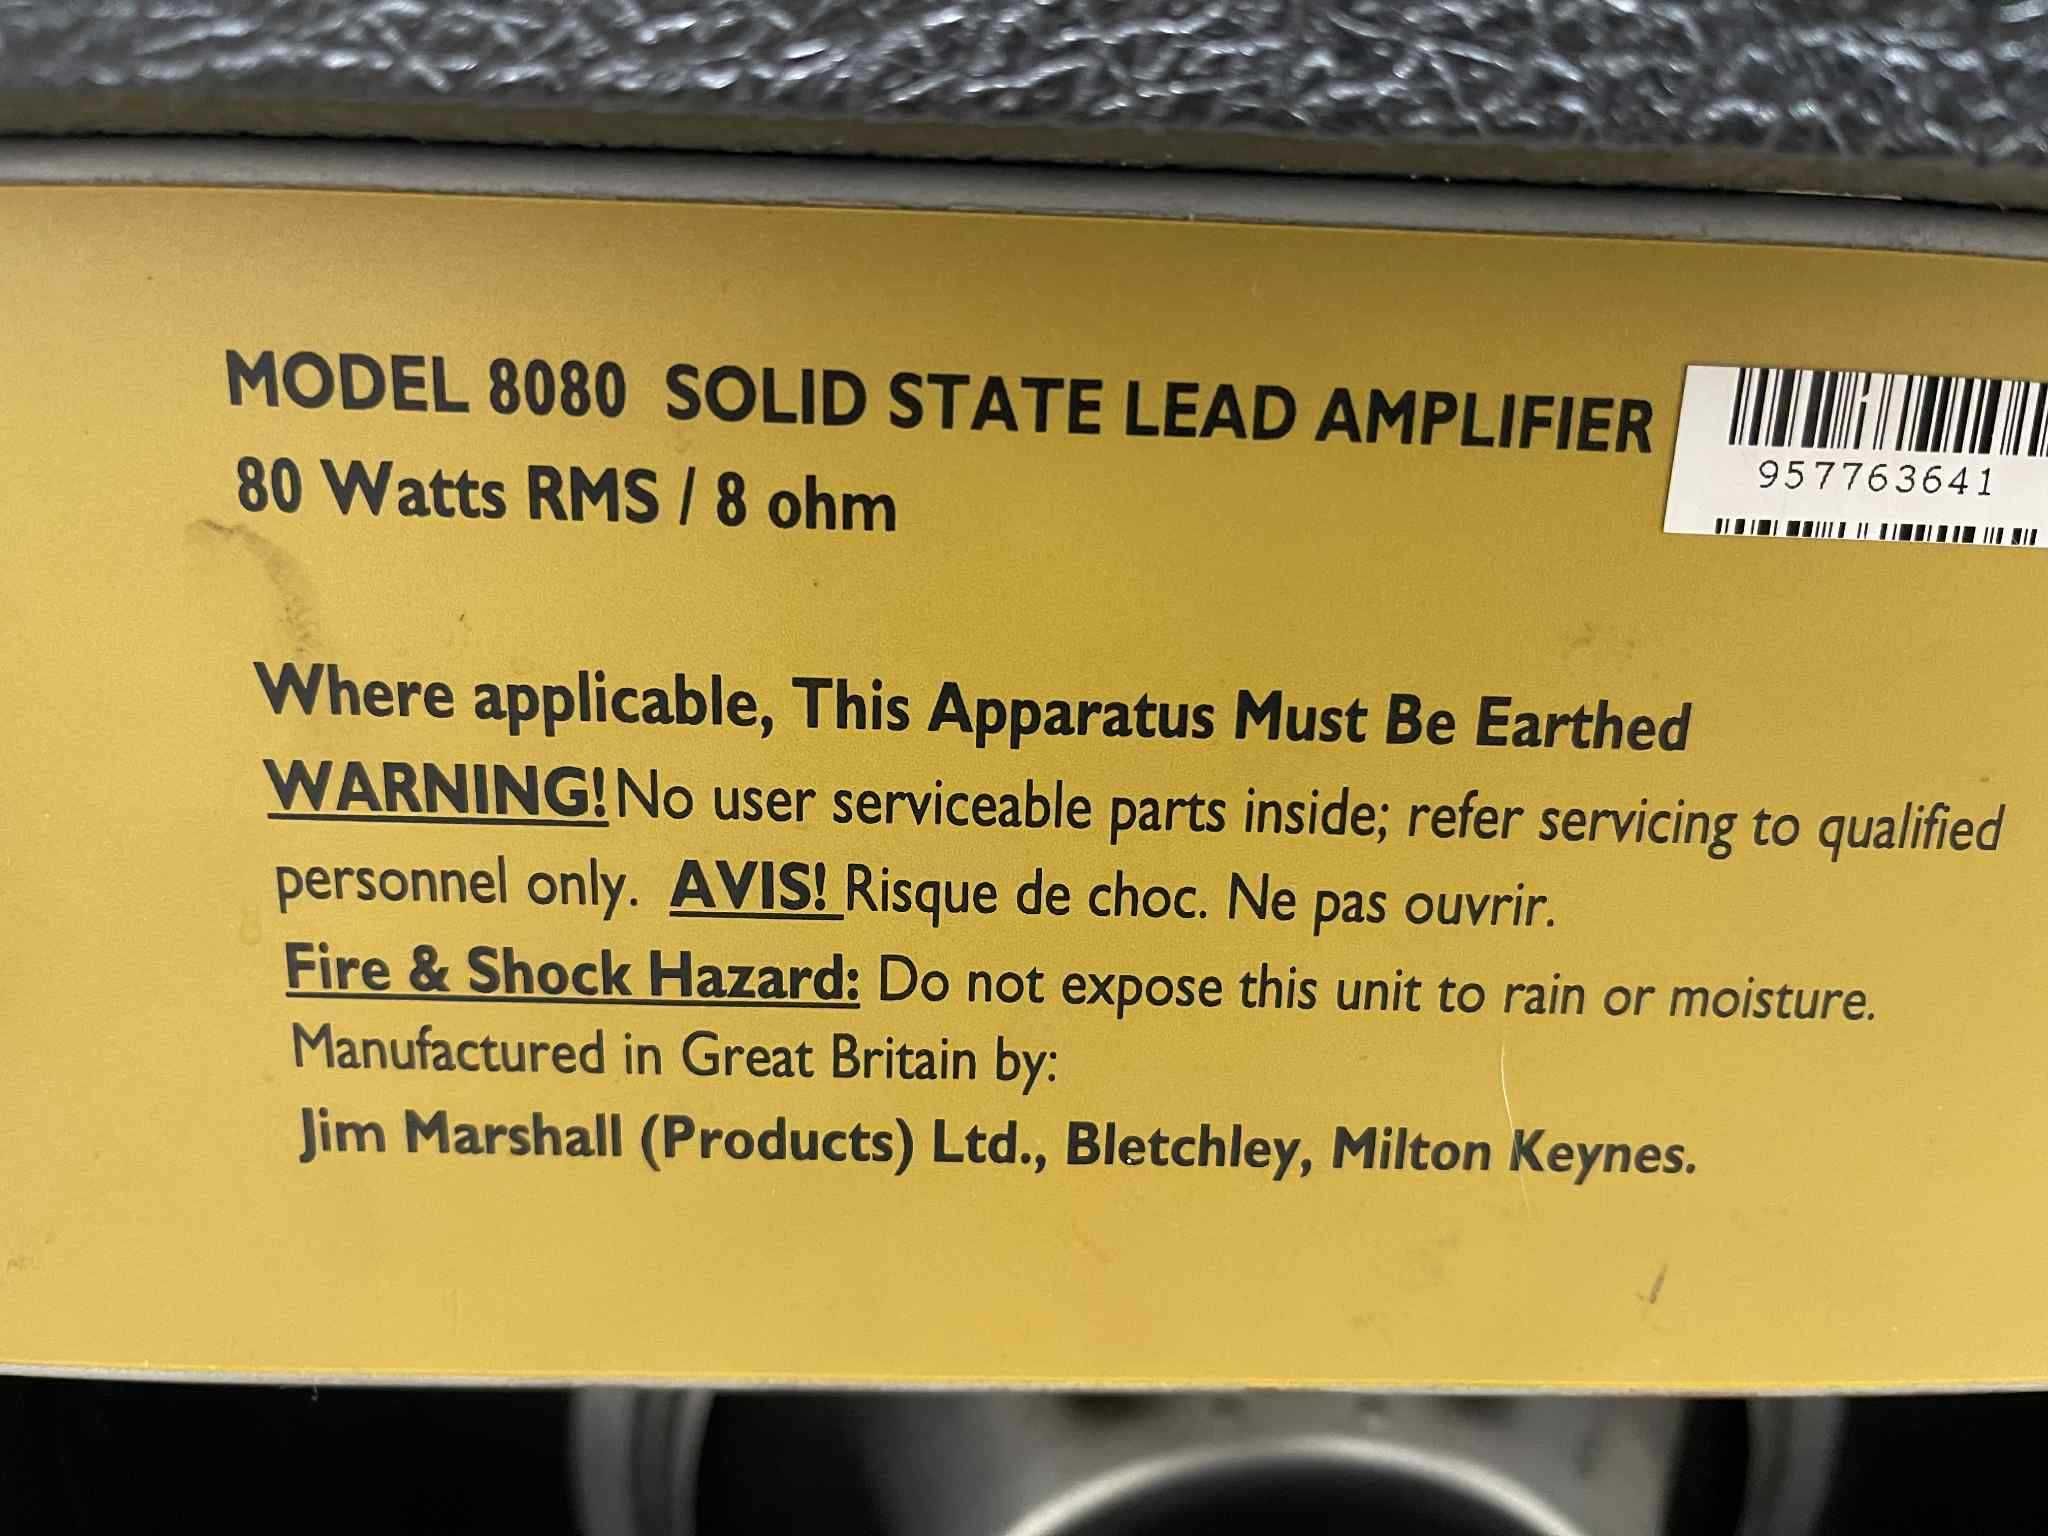 MODEL 8080 SOLID STATE LEAD AMPLIFIER
957763641
80 Watts RMS / 8 ohm
Where applicable, This Apparatus Must Be Earthed
WARNING! No user serviceable parts inside; refer servicing to qualified
personnel only. AVIS! Risque de choc. Ne pas ouvrir.
Fire & Shock Hazard: Do not expose this unit to rain or moisture.
Manufactured in Great Britain by:
Jim Marshall (Products) Ltd., Bletchley, Milton Keynes.